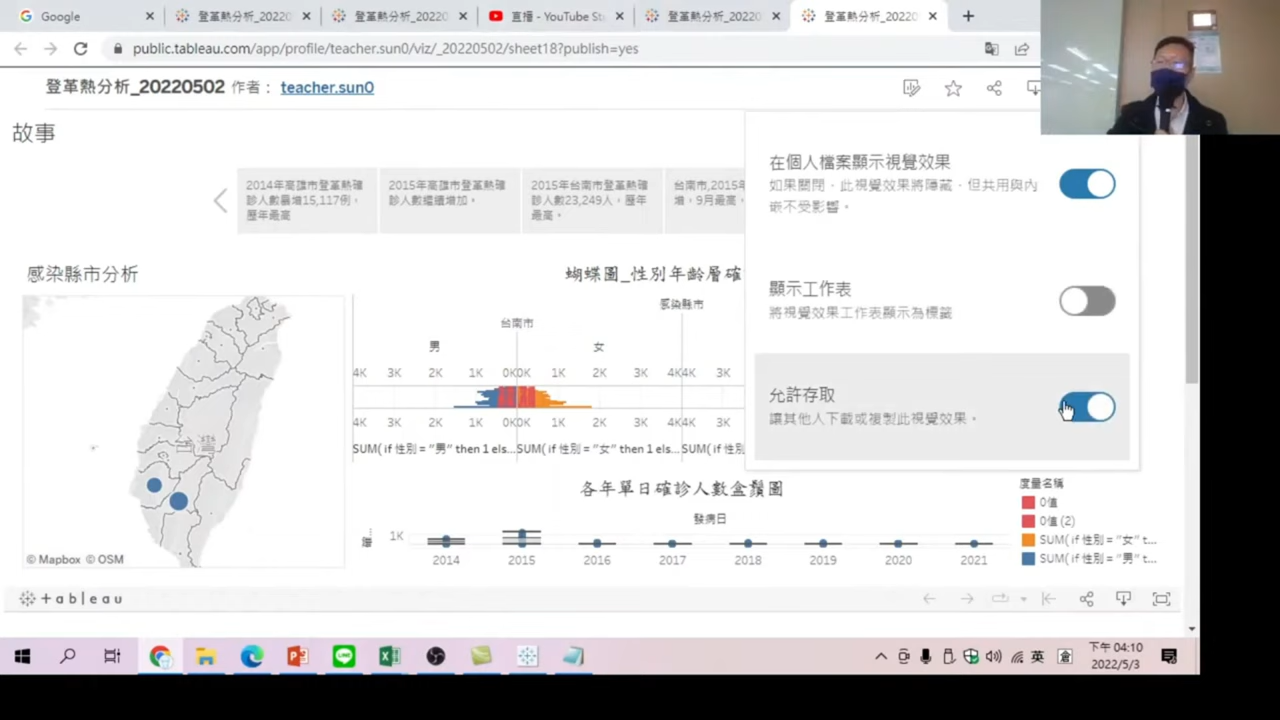 Google
登革熱分析_20220
登革熱分析_20220
直播 - YouTube St
登革熱分析_20220
登革熱分析_20220
public.tableau.com/app/profile/teacher.sun0/viz/_20220502/sheet18?publish=yes
登革熱分析_20220502 作者： teacher.sun0
故事
2014年高雄市登革熱確
診人數最增15,117例，
歷年最高
2015年高雄市登革熱確
診人數繼續增加。
2015年台南市登革熱確
診人數23,249人，歷年
最高。
台南市,2015年
增，9月最高。
在個人檔案顯示視覺效果
如果關閉，此視覺效果將隱藏，但共用與內
嵌不受影響。
顯示工作表
將視覺效果工作表顯示為標籤
允許存取
讓其他人下載或複製此視覺效果。
感染縣市分析
© Mapbox © OSM
蝴蝶圖_性別年齡層確
感染縣市
台南市
男
女
4K 3K 2K 1K 0K0K 1K 2K 3K 4K4K 3K
4K 3K 2K 1K 0K0K 1K 2K 3K 4K4K 3K
SUM( if 性別 = "男" then 1 els... SUM( if 性別 = "女" then 1 els... SUM( if 性別
各年單日確診人數盒鬚圖
發病日
1K
2014 2015 2016 2017 2018 2019 2020 2021
度量名稱
0值
0值 (2)
SUM( if 性別 = "女" t...
SUM( if 性別 = "男" t...
+ a b | e a u
英
下午 04:10
2022/5/3